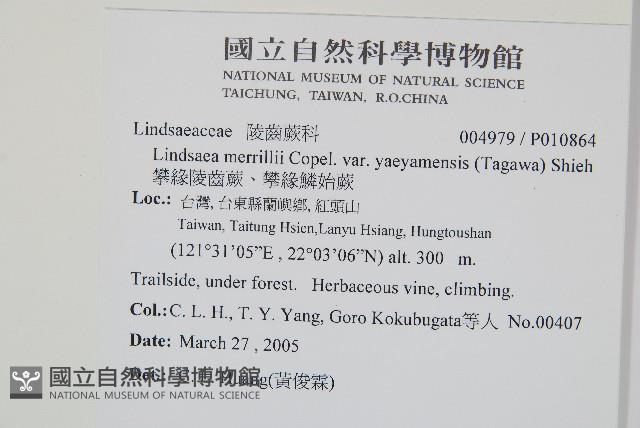 國立自然科學博物館
NATIONAL MUSEUM OF NATURAL SCIENCE
TAICHUNG, TAIWAN, R.O.CHINA
Lindsaeaceae 陵齒蕨科 004979 / P010864
Lindsaea merrillii Copel. var. yaeyamensis (Tagawa) Shieh
攀緣陵齒蕨、攀緣鱗始蕨
Loc.: 台灣, 台東縣蘭嶼鄉, 紅頭山
Taiwan, Taitung Hsien,Lanyu Hsiang, Hungtoushan
(121°31’05”E , 22°03’06”N) alt. 300 m.
Trailside, under forest. Herbaceous vine, climbing.
Col.:C. L. H., T. Y. Yang, Goro Kokubugata等人 No.00407
Date: March 27 , 2005
(黃俊霖)
國立自然科學博物館
NATIONAL MUSEUM OF NATURAL SCIENCE